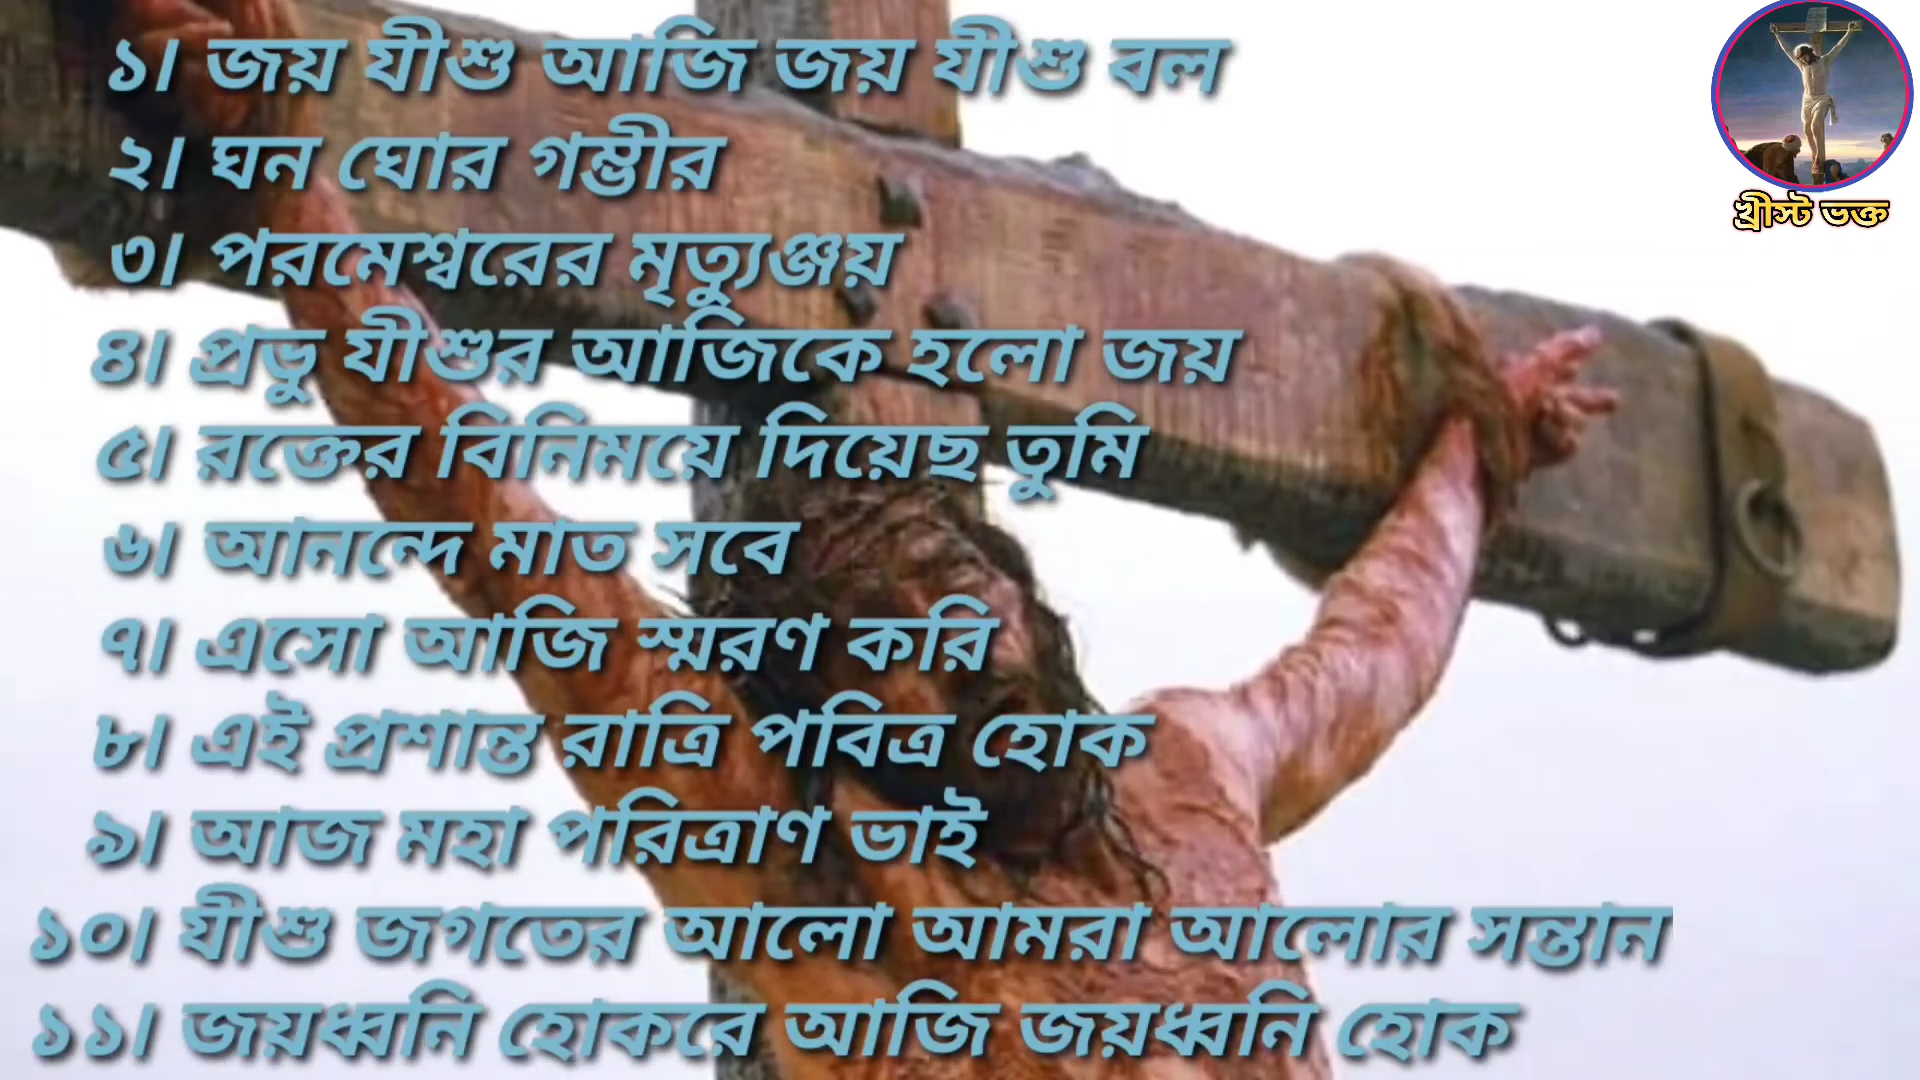 ১। জয় যীশু আজি জয় যীশু বল
২। ঘন ঘোর গম্ভীর
৩। পরমেশ্বরের মৃত্যুঞ্জয়
৪। প্রভু যীশুর আজিকে হলো জয়
৫। রক্তের বিনিময়ে দিয়েছ তুমি
৬। আনন্দে মাত সবে
৭। এসো আজি স্মরণ করি
৮। এই প্রশান্ত রাত্রি পবিত্র হোক
৯। আজ মহা পরিত্রাণ ভাই
১০। যীশু জগতের আলো আমরা আলোর সন্তান
১১। জয়ধ্বনি হোকরে আজি জয়ধ্বনি হোক
খ্রীস্ট ভক্ত